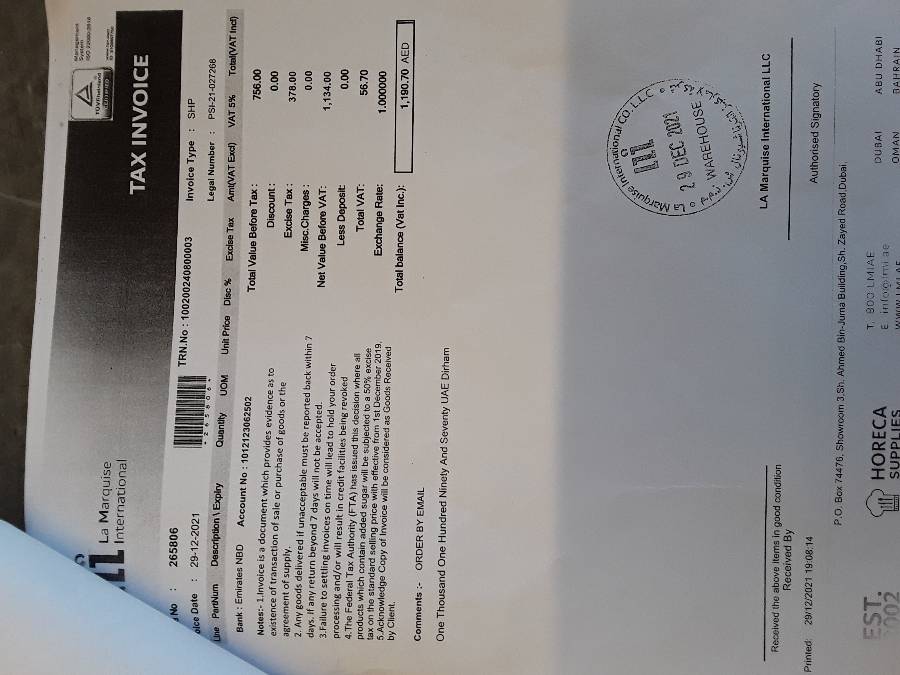 La Marquise
International
Management
System
ISO 22000:2018
TÜVRheinland
CERTIFIED
TAX INVOICE
No : 265806
oice Date : 29-12-2021
*265806*
TRN.No : 100200240800003
Invoice Type : SHP
Legal Number : PSI-21-027268
Line PartNum Description \ Expiry Quantity UOM Unit Price Disc % Excise Tax Amt(VAT Excl) VAT 5% Total(VAT Incl)
Bank : Emirates NBD Account No : 1012123062502
Notes:- 1.Invoice is a document which provides evidence as to
existence of transaction of sale or purchase of goods or the
agreement of supply.
2. Any goods delivered if unacceptable must be reported back within 7
days. If any return beyond 7 days will not be accepted.
3.Failure to settling invoices on time will lead to hold your order
processing and/or will result in credit facilities being revoked
4.The Federal Tax Authority (FTA) has issued this decision where all
products which contain added sugar will be subjected to a 50% excise
tax on the standard selling price with effective from 1st December 2019.
5.Acknowledge Copy of Invoice will be considered as Goods Received
by Client.
Total Value Before Tax : 756.00
Discount : 0.00
Excise Tax : 378.00
Misc.Charges : 0.00
Net Value Before VAT: 1,134.00
Less Deposit: 0.00
Total VAT: 56.70
Exchange Rate: 1.000000
Total balance (Vat Inc.): 1,190.70 AED
Comments :- ORDER BY EMAIL
One Thousand One Hundred Ninety And Seventy UAE Dirham
La Marquise International CO. L.L.C
29 DEC 2021
WAREHOUSE
LA Marquise International LLC
Authorised Signatory
Received the above items in good condition
Received By
Printed: 29/12/2021 19:08:14
P.O. Box 74476, Showroom 3,Sh. Ahmed Bin-Juma Building,Sh. Zayed Road,Dubai.
EST.
2002
HORECA
SUPPLIES
T. 800 LMIAE
E. info@lmi.ae
DUBAI ABU DHABI
OMAN BAHRAIN